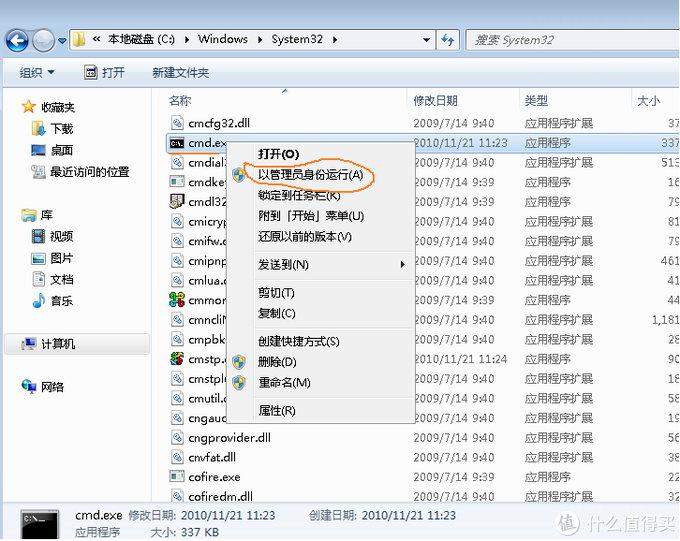 « 本地磁盘 (C:) Windows System32
搜索 System32
组织 打开 新建文件夹
收藏夹
下载
桌面
最近访问的位置
库
视频
图片
文档
音乐
计算机
网络
名称 修改日期 类型 大小
cmcfg32.dll 2009/7/14 9:40 应用程序扩展 37
cmd.ex 2010/11/21 11:23 应用程序 337
cmdial 2009/7/14 9:40 应用程序扩展 513
cmdke 2009/7/14 9:39 应用程序 16
cmdl32 2009/7/14 9:39 应用程序
cmicryp 2009/7/14 9:40 应用程序扩展
cmifw.d 2009/7/14 9:40 应用程序扩展
cmipnp 2009/7/14 9:40 应用程序扩展 461
cmlua.d 2009/7/14 9:40 应用程序扩展 41
cmmor 2009/7/14 9:39 应用程序 44
cmncliN 2009/7/14 9:40 应用程序扩展 1,181
cmpbk 2009/7/14 9:40 应用程序扩展 28
cmstp. 2010/11/21 11:24 应用程序 90
cmstpl 2009/7/14 9:40 应用程序扩展
cmutil. 2009/7/14 9:40 应用程序扩展
cngauc 2009/7/14 9:40 应用程序扩展
cngprovider.dll 2009/7/14 9:40 应用程序扩展
cnvfat.dll 2009/7/14 9:40 应用程序扩展
cofire.exe 2009/7/14 9:39 应用程序 22
cofiredm.dll 2009/7/14 9:40 应用程序扩展 32
打开(O)
以管理员身份运行(A)
锁定到任务栏(K)
附到「开始」菜单(U)
还原以前的版本(V)
发送到(N)
剪切(T)
复制(C)
创建快捷方式(S)
删除(D)
重命名(M)
属性(R)
cmd.exe 修改日期: 2010/11/21 11:23 创建日期: 2010/11/21 11:23
应用程序 大小: 337 KB
C:\_
值 什么值得买